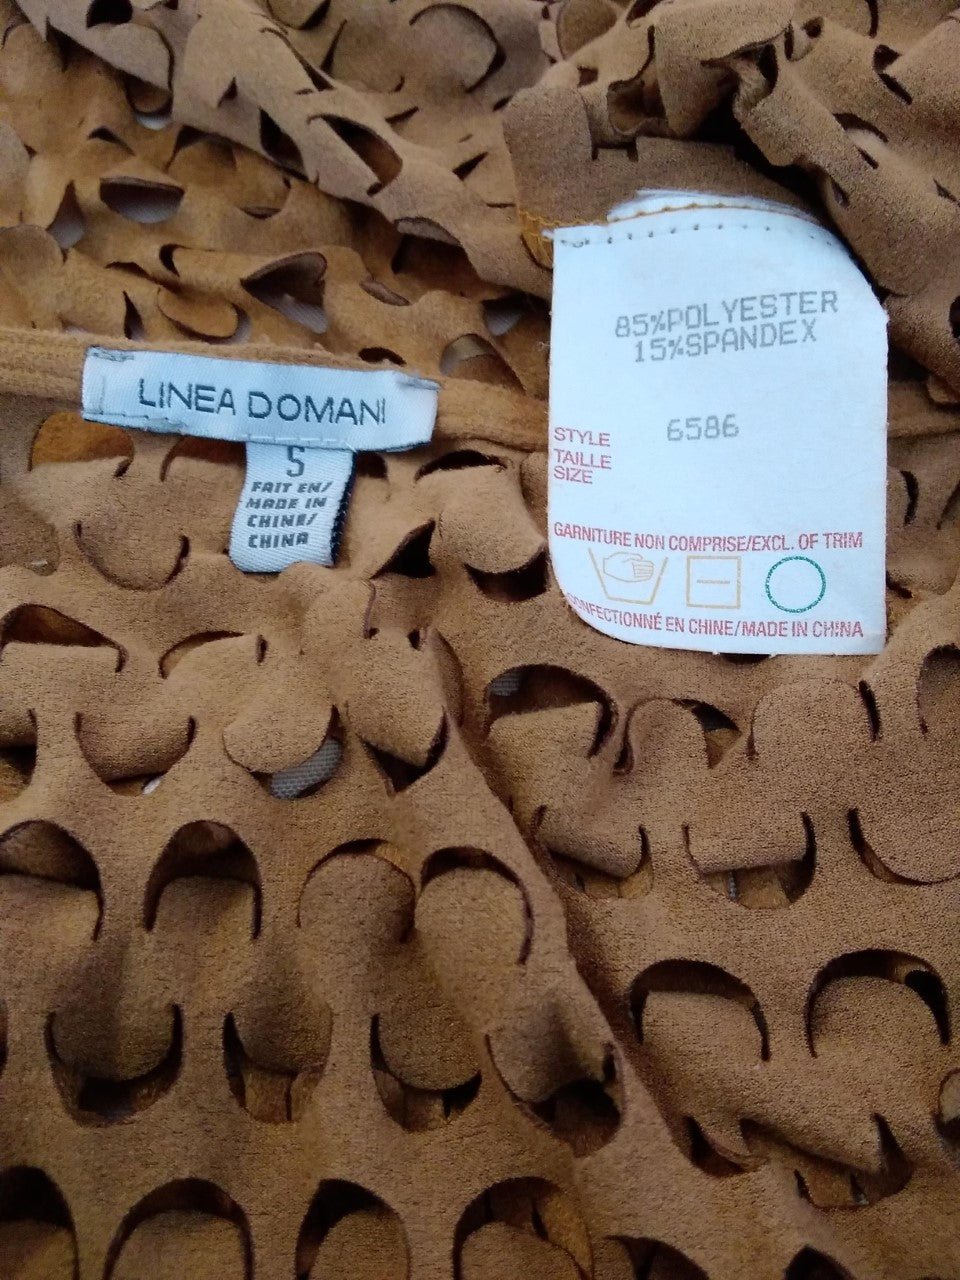 LINEA DOMANI
S
FAIT EN/
MADE IN
CHINE/
CHINA
85%POLYESTER
15%SPANDEX
STYLE 6586
TAILLE
SIZE
GARNITURE NON COMPRISE/EXCL. OF TRIM
CONFECTIONNÉ EN CHINE/MADE IN CHINA